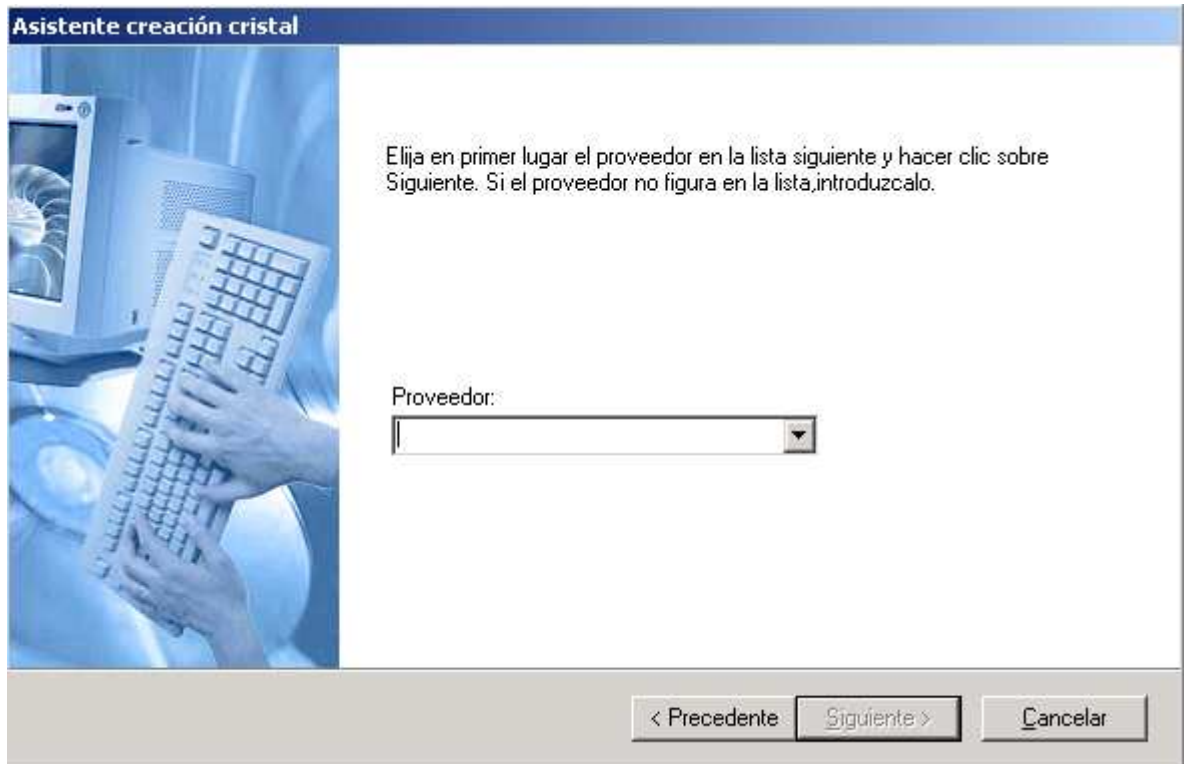 Asistente creación cristal
Elija en primer lugar el proveedor en la lista siguiente y hacer clic sobre
Siguiente. Si el proveedor no figura en la lista,introduzcalo.
Proveedor:
< Precedente
Siguiente >
Cancelar